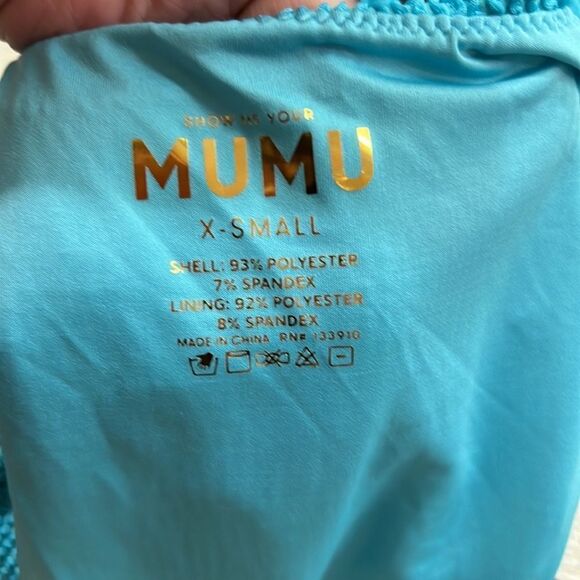 SHOW ME YOUR
MUMU
X-SMALL
SHELL: 93% POLYESTER
7% SPANDEX
LINING: 92% POLYESTER
8% SPANDEX
MADE IN CHINA RN# 133910